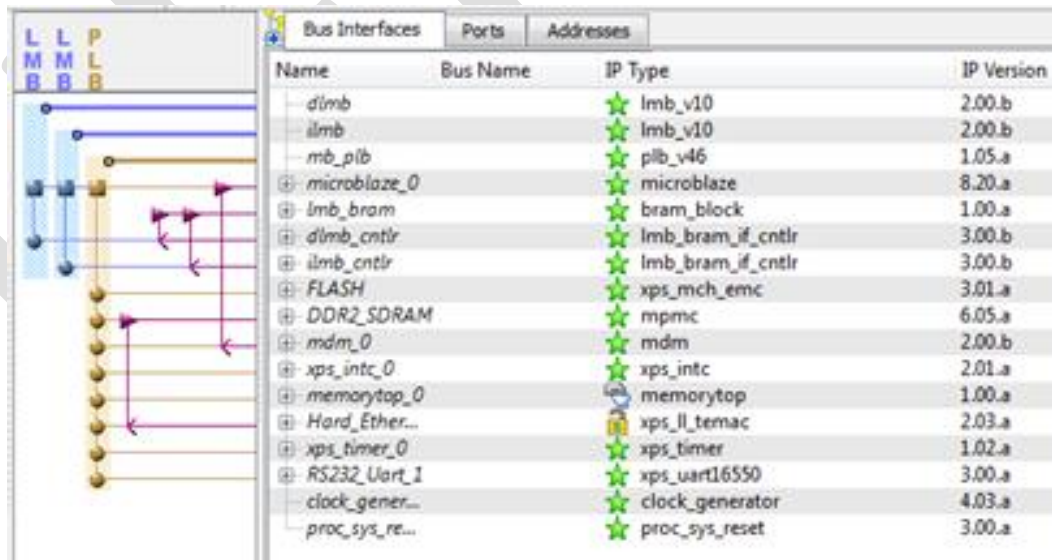 L L P
M M L
B B B
Bus Interfaces Ports Addresses
Name Bus Name IP Type IP Version
dlmb lmb_v10 2.00.b
ilmb lmb_v10 2.00.b
mb_plb plb_v46 1.05.a
microblaze_0 microblaze 8.20.a
lmb_bram bram_block 1.00.a
dlmb_cntlr lmb_bram_if_cntlr 3.00.b
ilmb_cntlr lmb_bram_if_cntlr 3.00.b
FLASH xps_mch_emc 3.01.a
DDR2_SDRAM mpmc 6.05.a
mdm_0 mdm 2.00.b
xps_intc_0 xps_intc 2.01.a
memorytop_0 memorytop 1.00.a
Hard_Ether... xps_ll_temac 2.03.a
xps_timer_0 xps_timer 1.02.a
RS232_Uart_1 xps_uart16550 3.00.a
clock_gener... clock_generator 4.03.a
proc_sys_re... proc_sys_reset 3.00.a